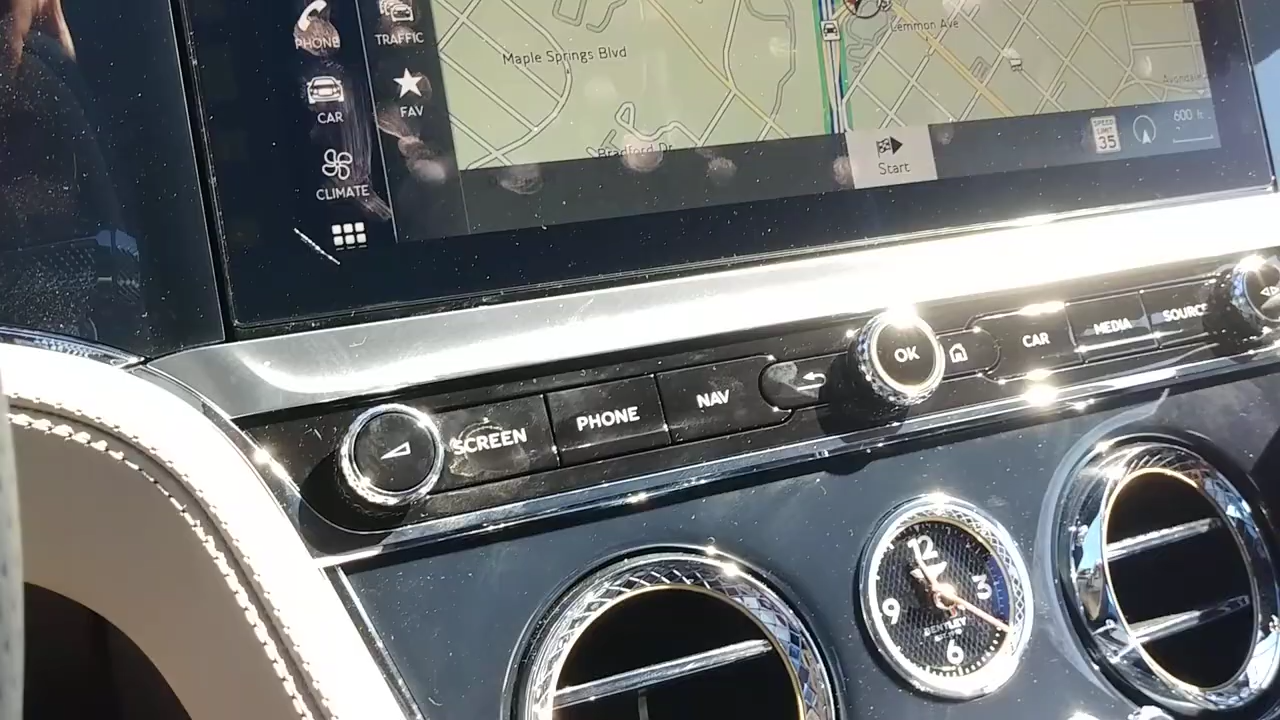 PHONE
TRAFFIC
CAR
FAV
CLIMATE
Maple Springs Blvd
Bradford Dr
Lemmon Ave
Start
SPEED LIMIT 35
600 ft
SCREEN
PHONE
NAV
OK
CAR
MEDIA
SOURCE
12
3
9
6
BENTLEY